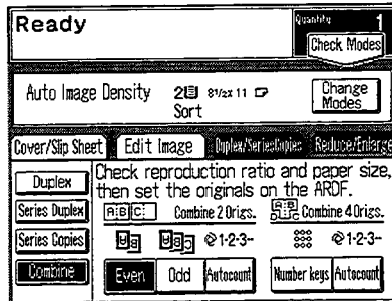 Ready
Quantity 1
Check Modes
Auto Image Density 2 8½x 11
Sort
Change Modes
Cover/Slip Sheet Edit Image Duplex/SeriesCopies Reduce/Enlarge
Check reproduction ratio and paper size,
then set the originals on the ARDF.
Duplex
Series Duplex
Series Copies
Combine
A B C Combine 2 Origs.
A B Combine 4 Origs.
1-2-3--
1-2-3--
Even Odd Autocount
Number keys Autocount